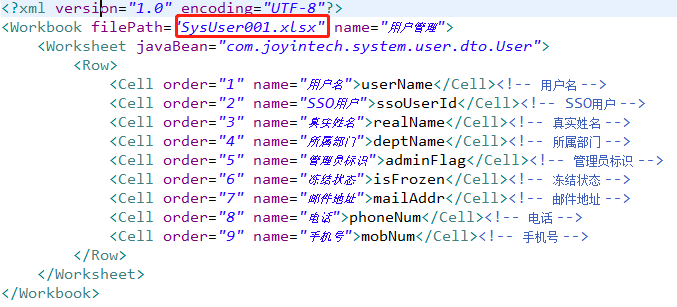 <?xml version="1.0" encoding="UTF-8"?>
<Workbook filePath="SysUser001.xlsx" name="用户管理">
<Worksheet javaBean="com.joyintech.system.user.dto.User">
<Row>
<Cell order="1" name="用户名">userName</Cell><!-- 用户名 -->
<Cell order="2" name="SSO用户">ssoUserId</Cell><!-- SSO用户 -->
<Cell order="3" name="真实姓名">realName</Cell><!-- 真实姓名 -->
<Cell order="4" name="所属部门">deptName</Cell><!-- 所属部门 -->
<Cell order="5" name="管理员标识">adminFlag</Cell><!-- 管理员标识 -->
<Cell order="6" name="冻结状态">isFrozen</Cell><!-- 冻结状态 -->
<Cell order="7" name="邮件地址">mailAddr</Cell><!-- 邮件地址 -->
<Cell order="8" name="电话">phoneNum</Cell><!-- 电话 -->
<Cell order="9" name="手机号">mobNum</Cell><!-- 手机号 -->
</Row>
</Worksheet>
</Workbook>